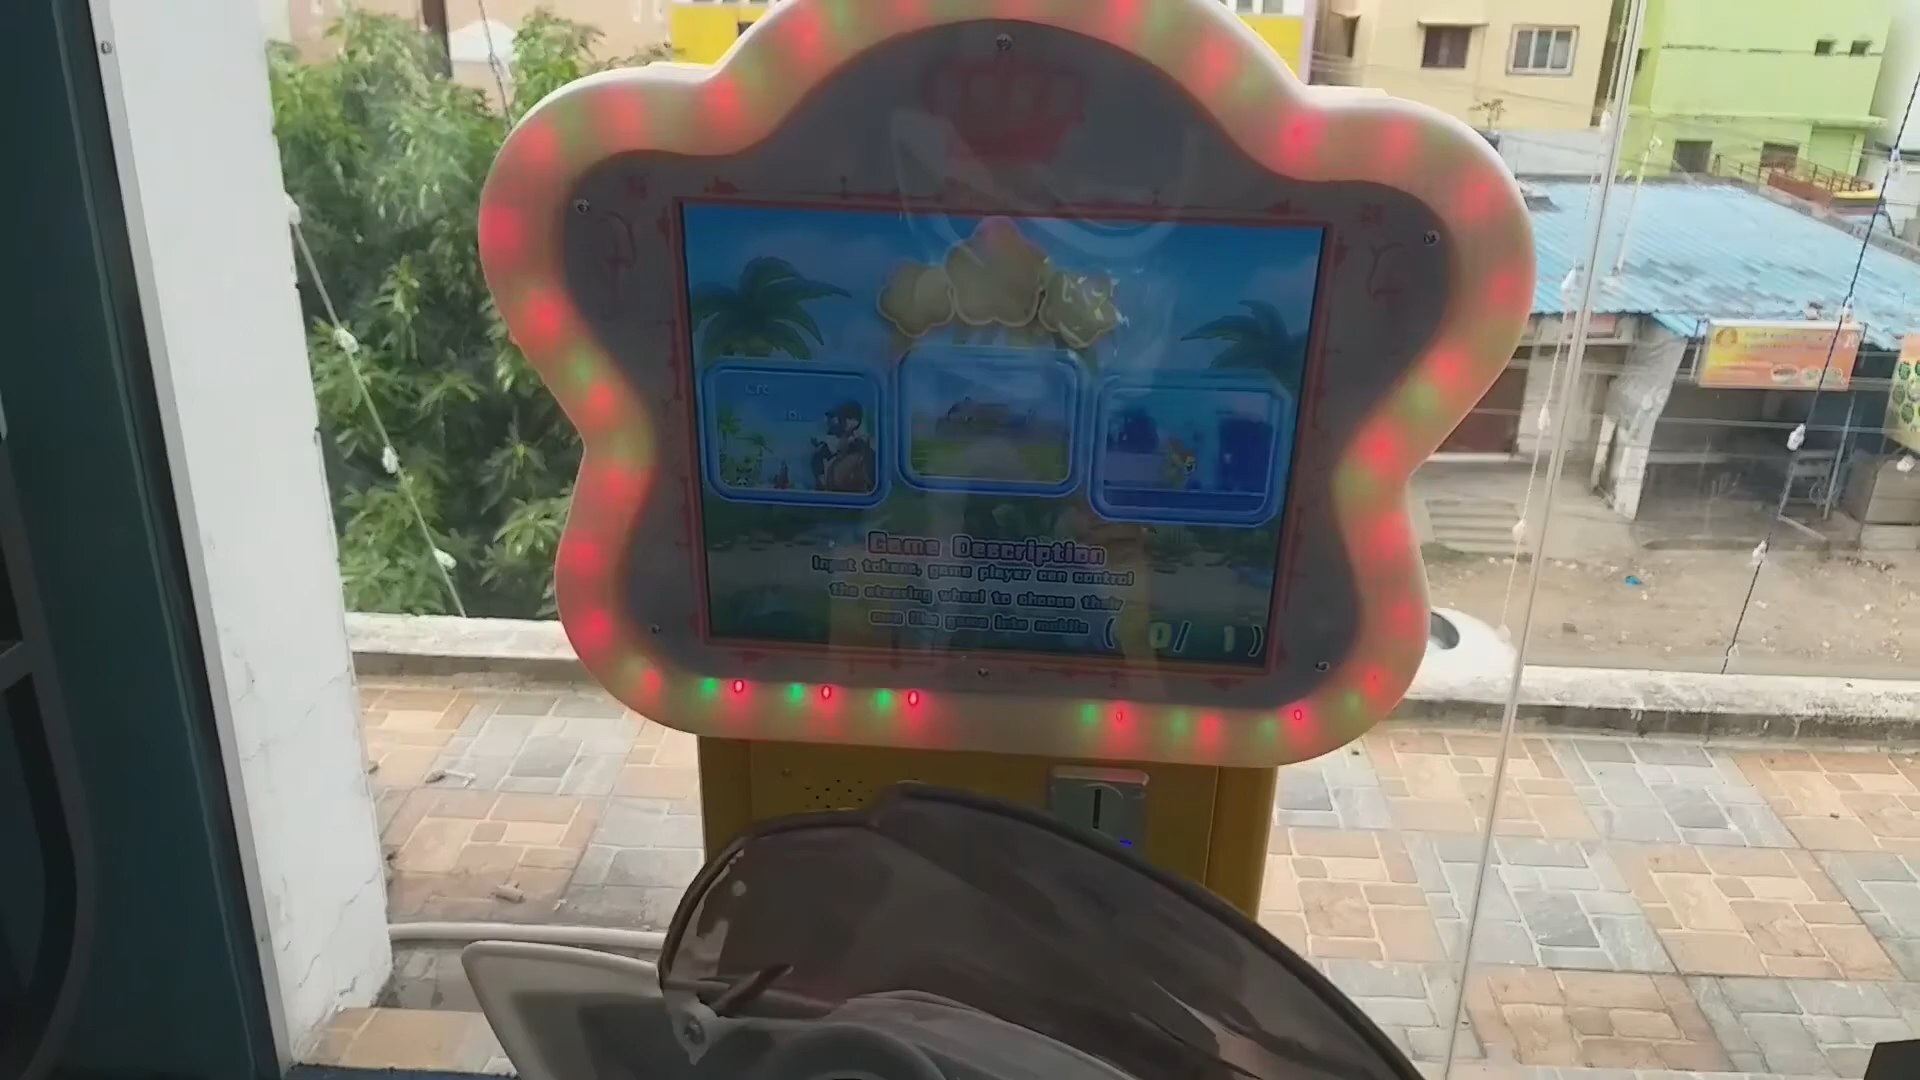 Game Description
Input tokens, game player can control
the steering wheel to choose their
own like game into mobile ( 0/ 1 )